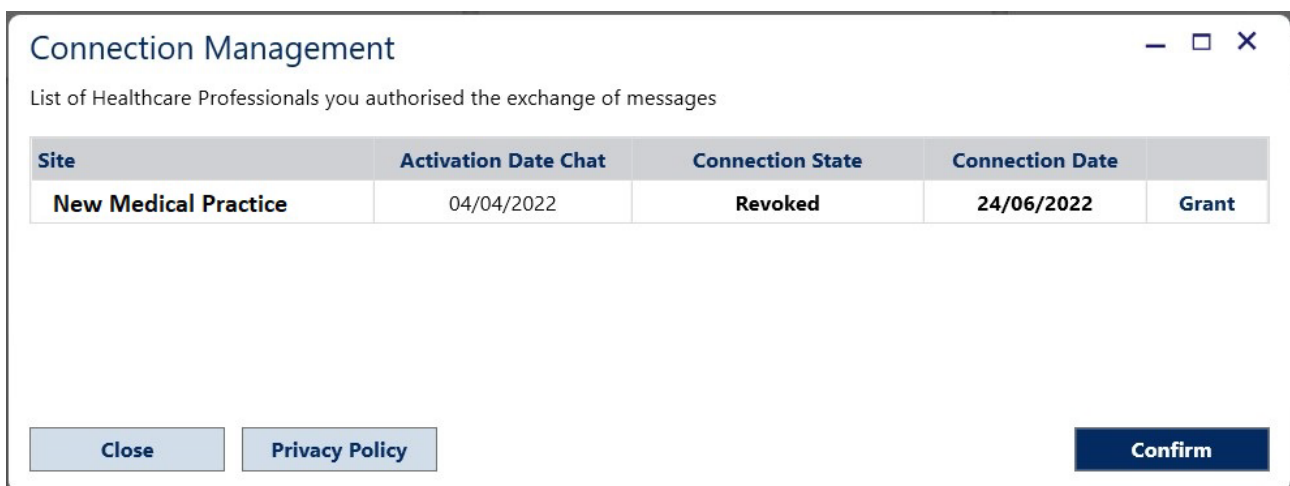 Connection Management
List of Healthcare Professionals you authorised the exchange of messages
Site Activation Date Chat Connection State Connection Date
New Medical Practice 04/04/2022 Revoked 24/06/2022 Grant
Close Privacy Policy Confirm